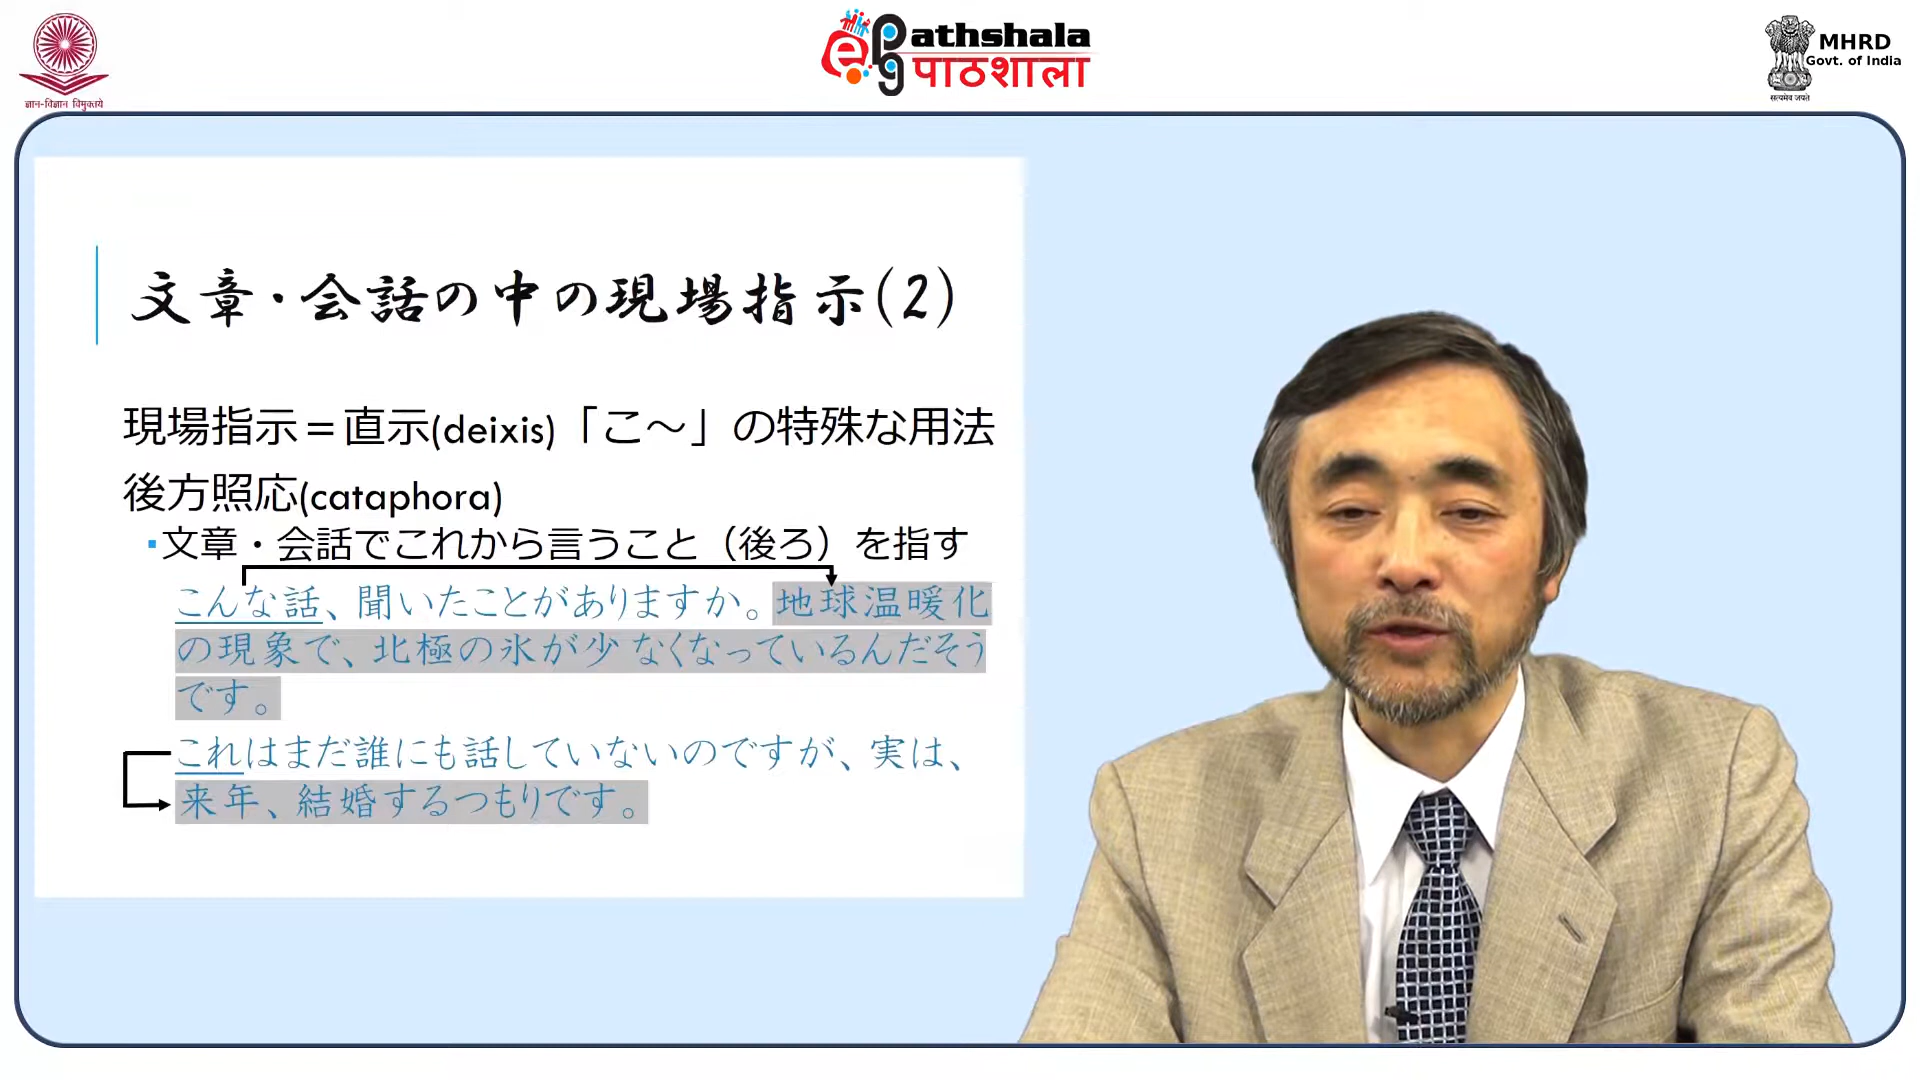 ज्ञान-विज्ञान विमुक्तये
ePathshala
पाठशाला
MHRD
Govt. of India
सत्यमेव जयते
文章・会話の中の現場指示(2)
現場指示＝直示(deixis)「こ～」の特殊な用法
後方照応(cataphora)
▪文章・会話でこれから言うこと（後ろ）を指す
こんな話、聞いたことがありますか。地球温暖化
の現象で、北極の氷が少なくなっているんだそう
です。
これはまだ誰にも話していないのですが、実は、
来年、結婚するつもりです。